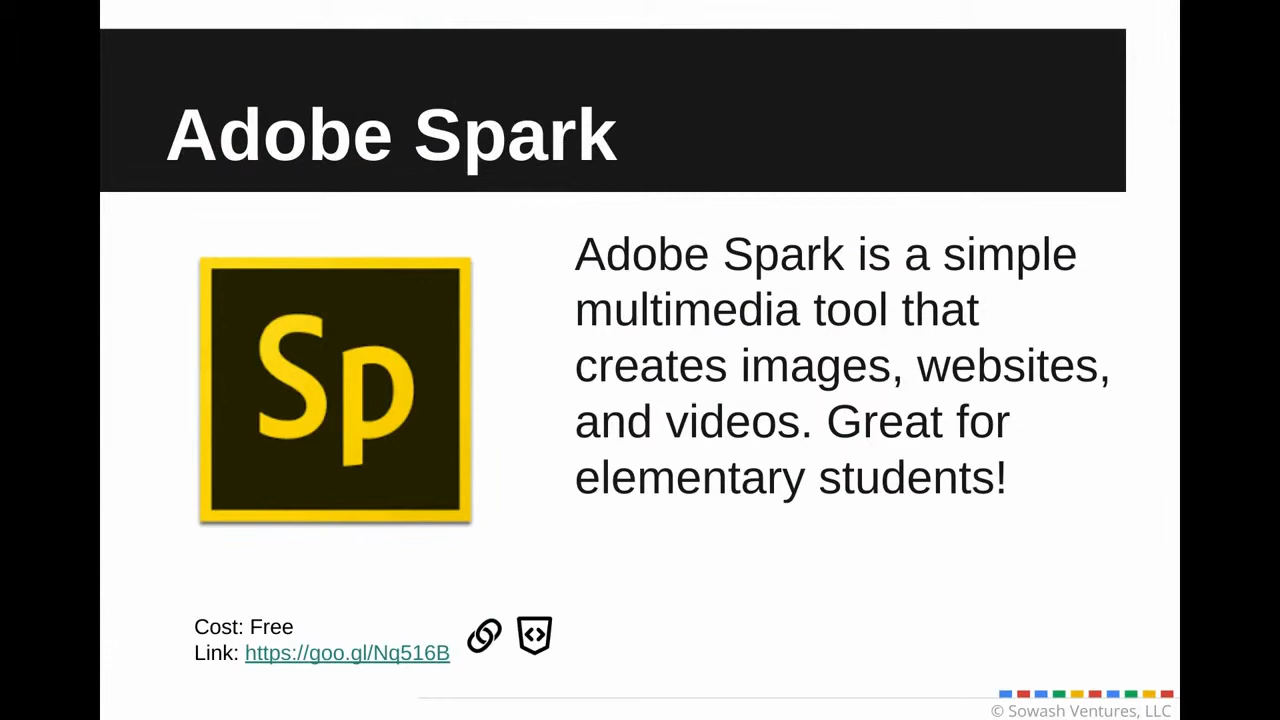 Adobe Spark
Sp
Adobe Spark is a simple
multimedia tool that
creates images, websites,
and videos. Great for
elementary students!
Cost: Free
Link: https://goo.gl/Nq516B
© Sowash Ventures, LLC